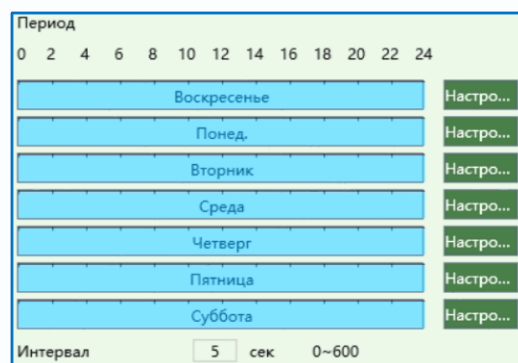 Период
0 2 4 6 8 10 12 14 16 18 20 22 24
Воскресенье Настро...
Понед. Настро...
Вторник Настро...
Среда Настро...
Четверг Настро...
Пятница Настро...
Суббота Настро...
Интервал 5 сек 0~600